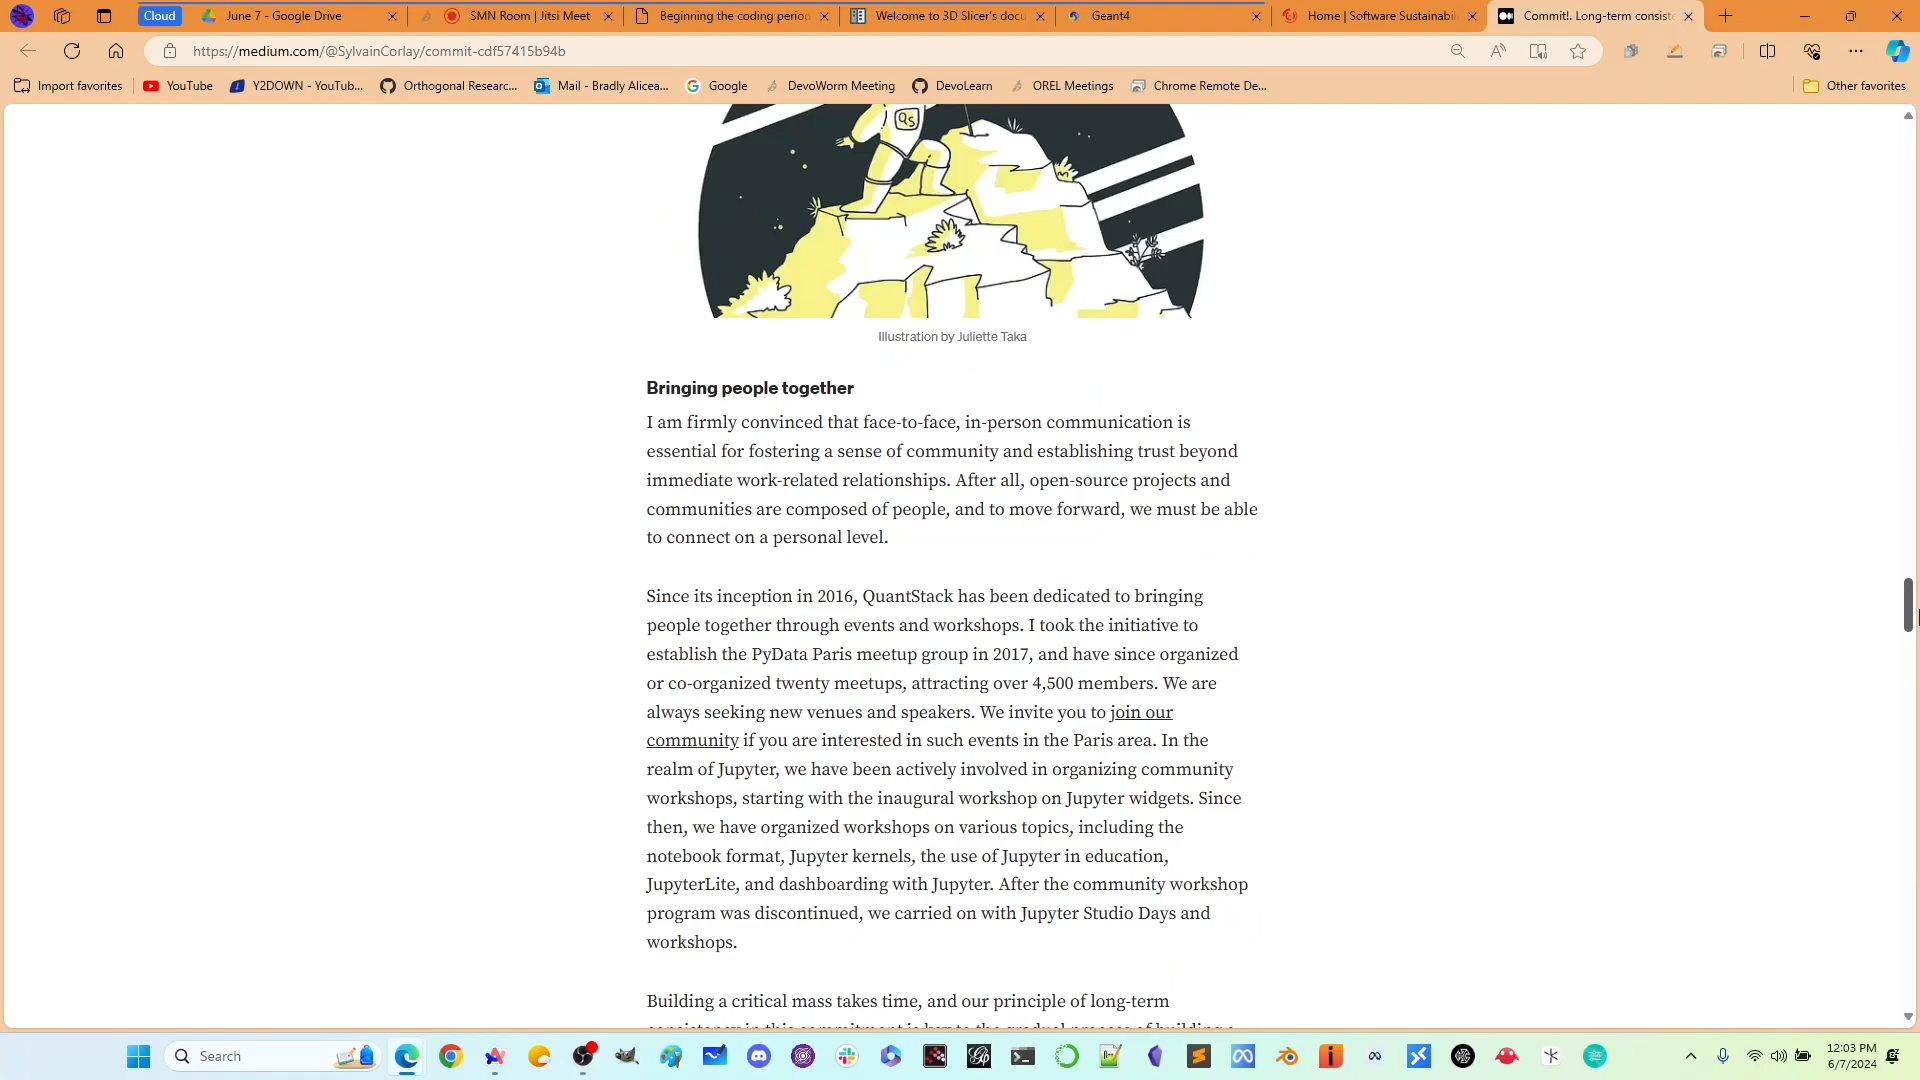 Cloud
June 7 - Google Drive
SMN Room | Jitsi Meet
Beginning the coding period
Welcome to 3D Slicer's docu
Geant4
Home | Software Sustainabil
Commit!. Long-term consiste
https://medium.com/@SylvainCorlay/commit-cdf57415b94b
Import favorites
YouTube
Y2DOWN - YouTub...
Orthogonal Researc...
Mail - Bradly Alicea...
Google
DevoWorm Meeting
DevoLearn
OREL Meetings
Chrome Remote De...
Other favorites
QS
Illustration by Juliette Taka
Bringing people together
I am firmly convinced that face-to-face, in-person communication is
essential for fostering a sense of community and establishing trust beyond
immediate work-related relationships. After all, open-source projects and
communities are composed of people, and to move forward, we must be able
to connect on a personal level.
Since its inception in 2016, QuantStack has been dedicated to bringing
people together through events and workshops. I took the initiative to
establish the PyData Paris meetup group in 2017, and have since organized
or co-organized twenty meetups, attracting over 4,500 members. We are
always seeking new venues and speakers. We invite you to join our
community if you are interested in such events in the Paris area. In the
realm of Jupyter, we have been actively involved in organizing community
workshops, starting with the inaugural workshop on Jupyter widgets. Since
then, we have organized workshops on various topics, including the
notebook format, Jupyter kernels, the use of Jupyter in education,
JupyterLite, and dashboarding with Jupyter. After the community workshop
program was discontinued, we carried on with Jupyter Studio Days and
workshops.
Building a critical mass takes time, and our principle of long-term
Search
12:03 PM
6/7/2024